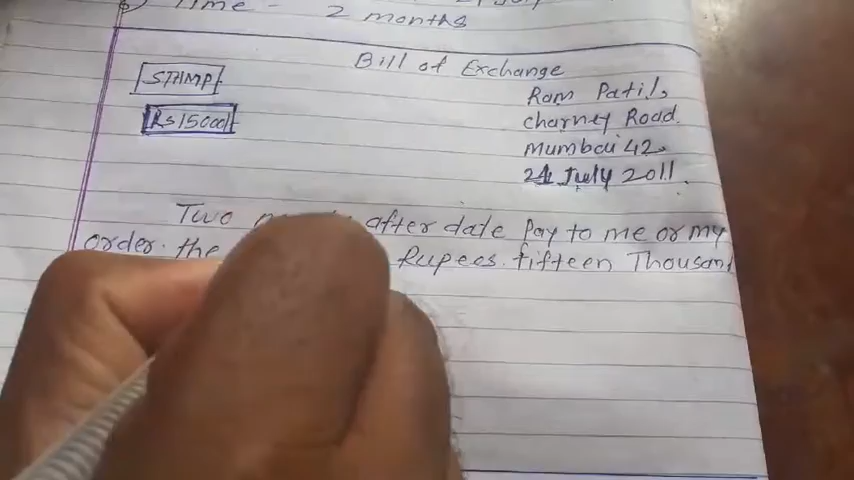 Time - 2 months
Bill of Exchange
STAMP
Rs 15000/
Ram Patil,
charney Road.
Mumbai 42.
24 July 2011.
Two after date Pay to me or my
order. the Rupees. fifteen Thousand